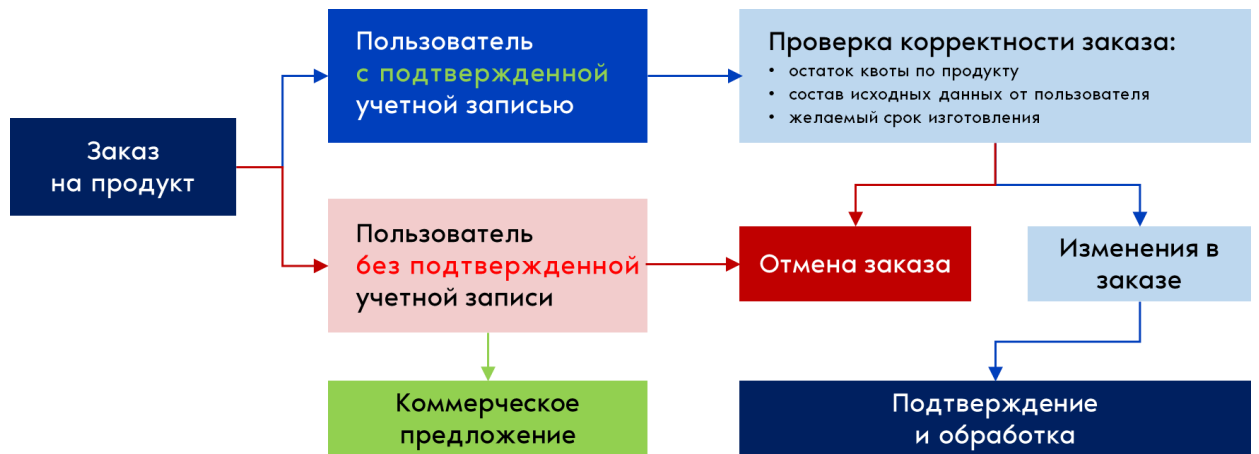 Заказ
на продукт
Пользователь
с подтвержденной
учетной записью
Проверка корректности заказа:
• остаток квоты по продукту
• состав исходных данных от пользователя
• желаемый срок изготовления
Пользователь
без подтвержденной
учетной записи
Отмена заказа
Изменения в
заказе
Коммерческое
предложение
Подтверждение
и обработка